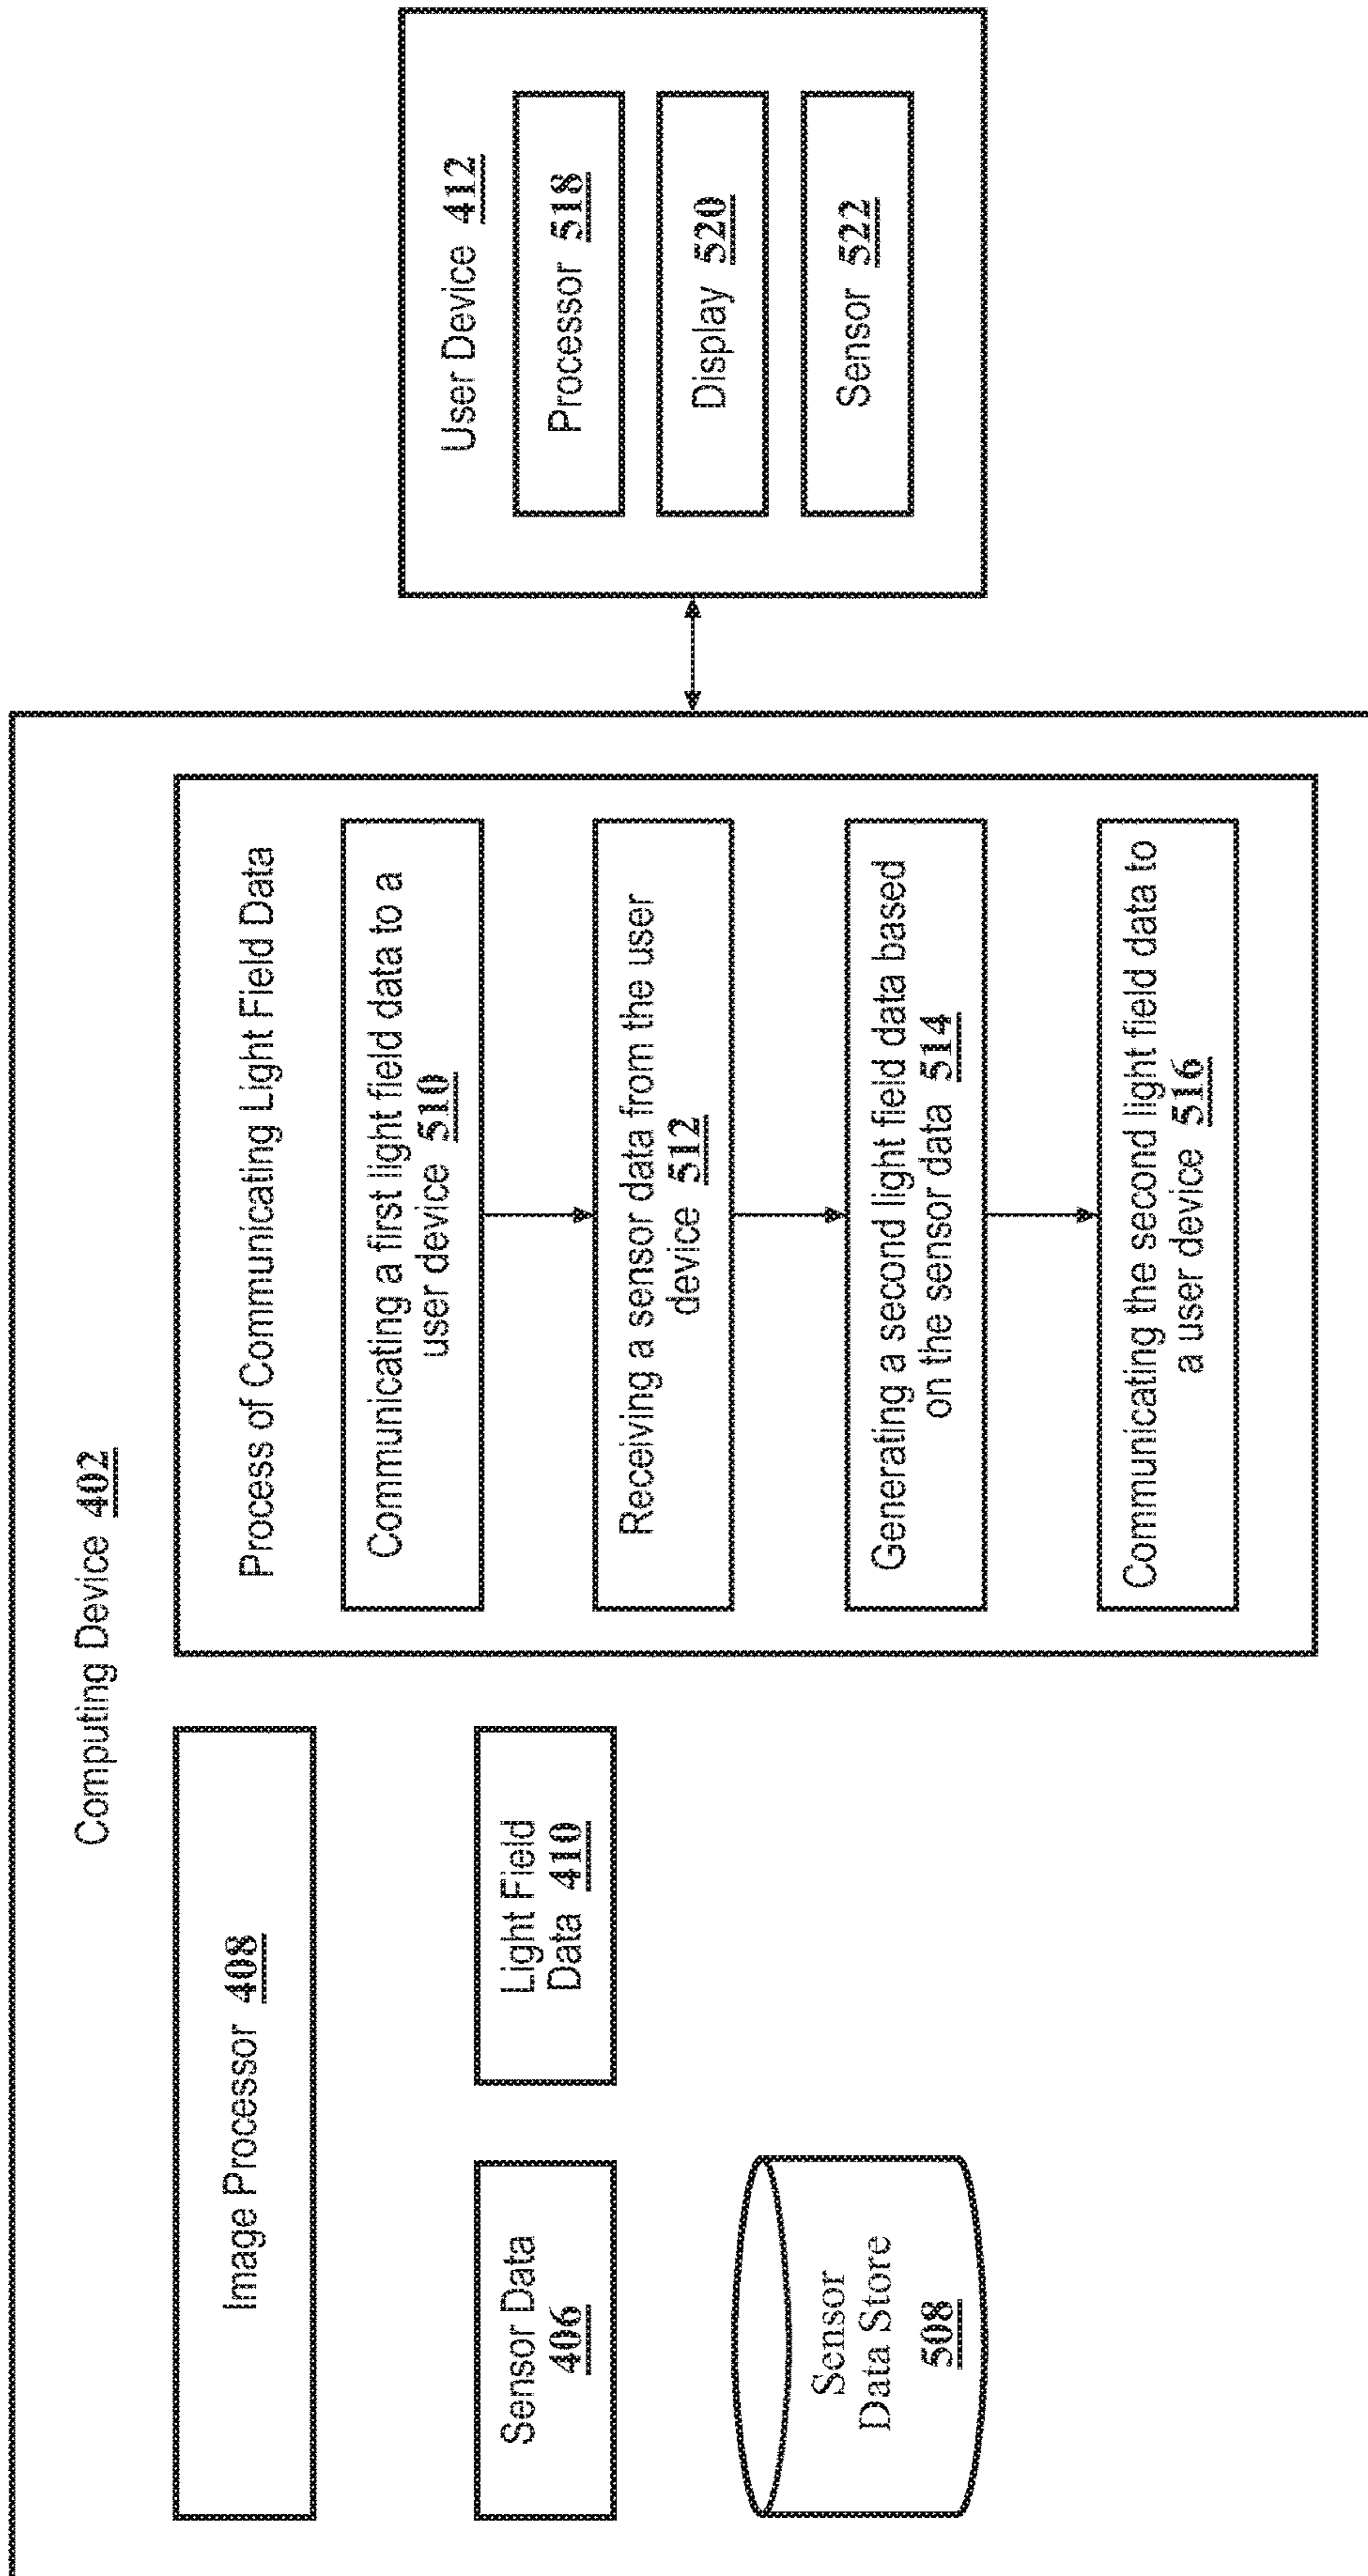 Computing Device 402
Image Processor 408
Sensor Data
406
Light Field
Data 410
Sensor
Data Store
508
Process of Communicating Light Field Data
Communicating a first light field data to a
user device 510
Receiving a sensor data from the user
device 512
Generating a second light field data based
on the sensor data 514
Communicating the second light field data to
a user device 516
User Device 412
Processor 518
Display 520
Sensor 522